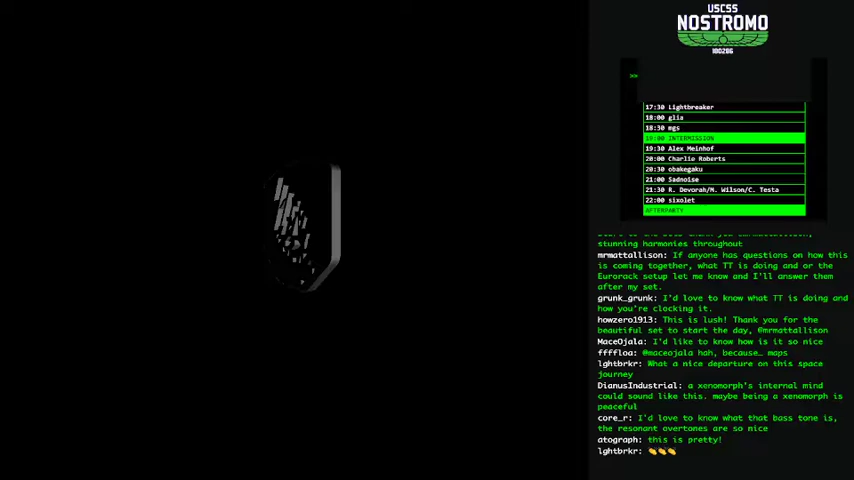 USCSS
NOSTROMO
180286
>>
17:30 Lightbreaker
18:00 glia
18:30 mgs
19:00 INTERMISSION
19:30 Alex Meinhof
20:00 Charlie Roberts
20:30 obakegaku
21:00 Sadnoise
21:30 R. Devorah/M. Wilson/C. Testa
22:00 sixolet
AFTERPARTY
stunning harmonies throughout
mrmattallison: If anyone has questions on how this
is coming together, what TT is doing and or the
Eurorack setup let me know and I'll answer them
after my set.
grunk_grunk: I'd love to know what TT is doing and
how you're clocking it.
howzero1913: This is lush! Thank you for the
beautiful set to start the day, @mrmattallison
MaceOjala: I'd like to know how is it so nice
ffffloa: @maceojala hah, because… maps
lghtbrkr: What a nice departure on this space
journey
DianusIndustrial: a xenomorph's internal mind
could sound like this. maybe being a xenomorph is
peaceful
core_r: I'd love to know what that bass tone is,
the resonant overtones are so nice
atograph: this is pretty!
lghtbrkr: 👏👏👏